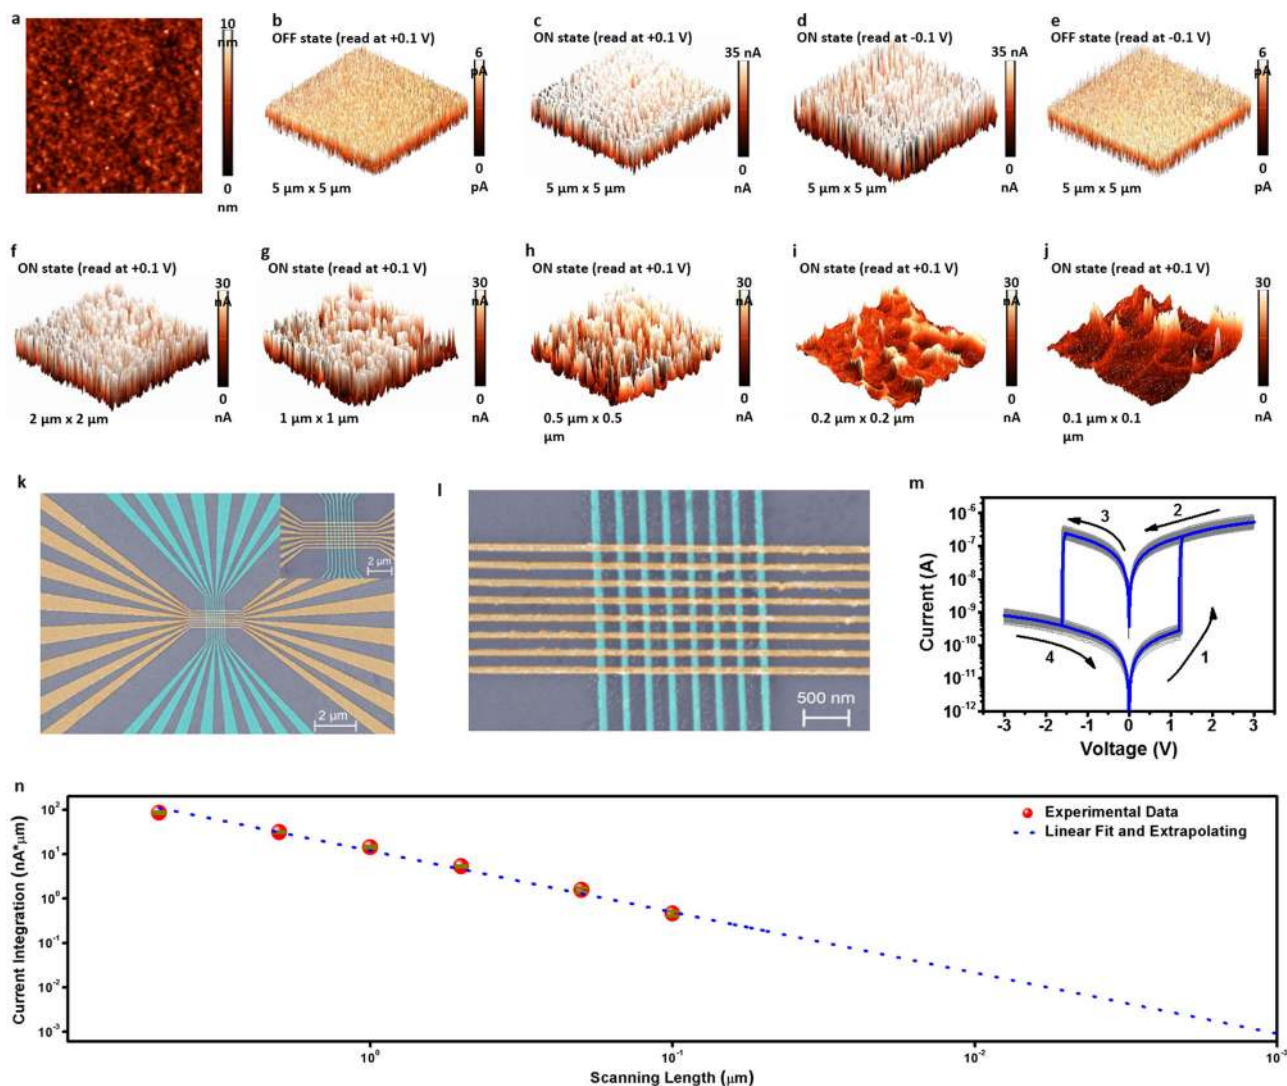 a
10
nm
0
nm
b
OFF state (read at +0.1 V)
6
pA
0
pA
5 μm x 5 μm
c
ON state (read at +0.1 V)
35 nA
0
nA
5 μm x 5 μm
d
ON state (read at -0.1 V)
35 nA
0
nA
5 μm x 5 μm
e
OFF state (read at -0.1 V)
6
pA
0
pA
5 μm x 5 μm
f
ON state (read at +0.1 V)
30
nA
0
nA
2 μm x 2 μm
g
ON state (read at +0.1 V)
30
nA
0
nA
1 μm x 1 μm
h
ON state (read at +0.1 V)
30
nA
0
nA
0.5 μm x 0.5
μm
i
ON state (read at +0.1 V)
30
nA
0
nA
0.2 μm x 0.2 μm
j
ON state (read at +0.1 V)
30
nA
0
nA
0.1 μm x 0.1
μm
k
2 μm
2 μm
l
500 nm
m
Current (A)
10⁻⁶
10⁻⁷
10⁻⁸
10⁻⁹
10⁻¹⁰
10⁻¹¹
10⁻¹²
3
2
4
1
-3 -2 -1 0 1 2 3
Voltage (V)
n
Current Integration (nA*μm)
10²
10¹
10⁰
10⁻¹
10⁻²
10⁻³
Experimental Data
Linear Fit and Extrapolating
10⁰ 10⁻¹ 10⁻² 10⁻³
Scanning Length (μm)